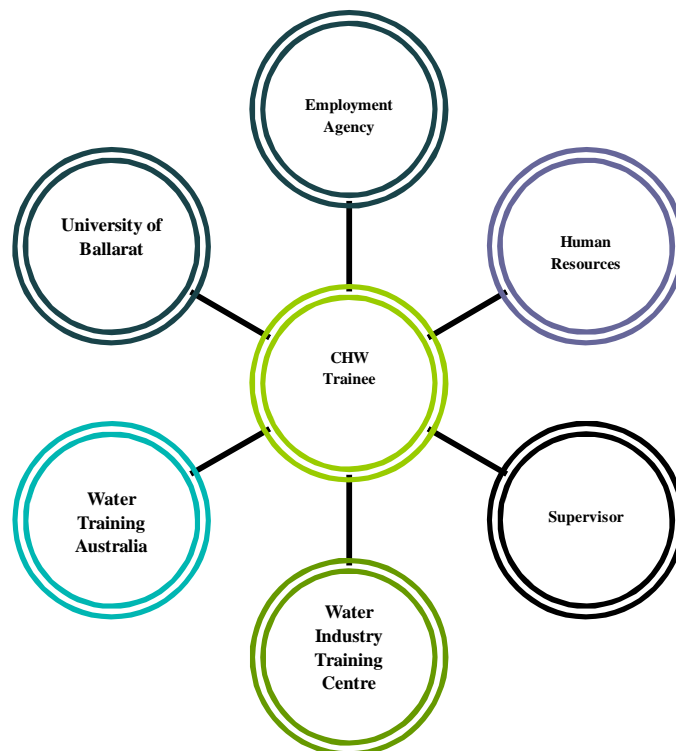 Employment
Agency
University of
Ballarat
Human
Resources
CHW
Trainee
Water
Training
Australia
Supervisor
Water
Industry
Training
Centre